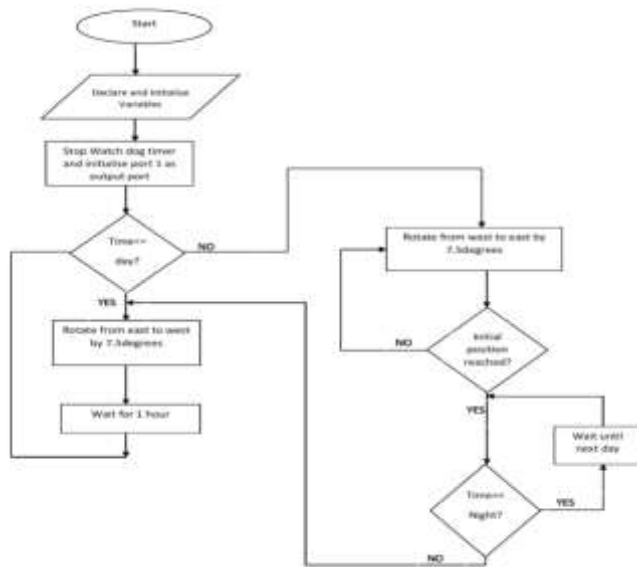 Start
Declare and Initialise
Variables
Stop Watch dog timer
and initialise port 1 as
output port
Time==
day?
NO
YES
Rotate from east to west
by 7.5degrees
Wait for 1 hour
Rotate from west to east by
7.5degrees
Initial
position
reached?
NO
YES
Wait until
next day
Time==
Night?
YES
NO